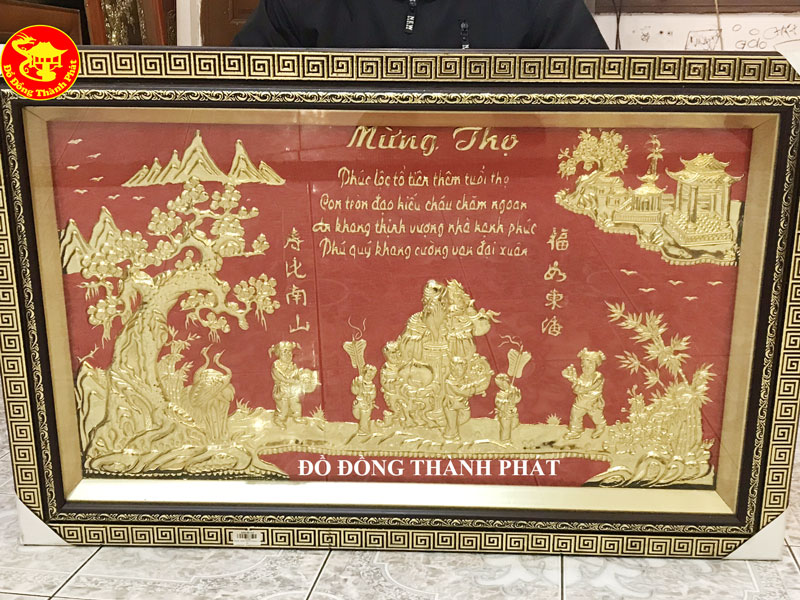 Đồ Đồng Thành Phát
Mừng Thọ
Phúc lộc tổ tiên thêm tuổi thọ
Con tròn đạo hiếu cháu chăm ngoan
An khang thịnh vượng nhà hạnh phúc
Phú quý khang cường vạn đại xuân
壽比南山
福如東海
ĐỒ ĐỒNG THÀNH PHÁT